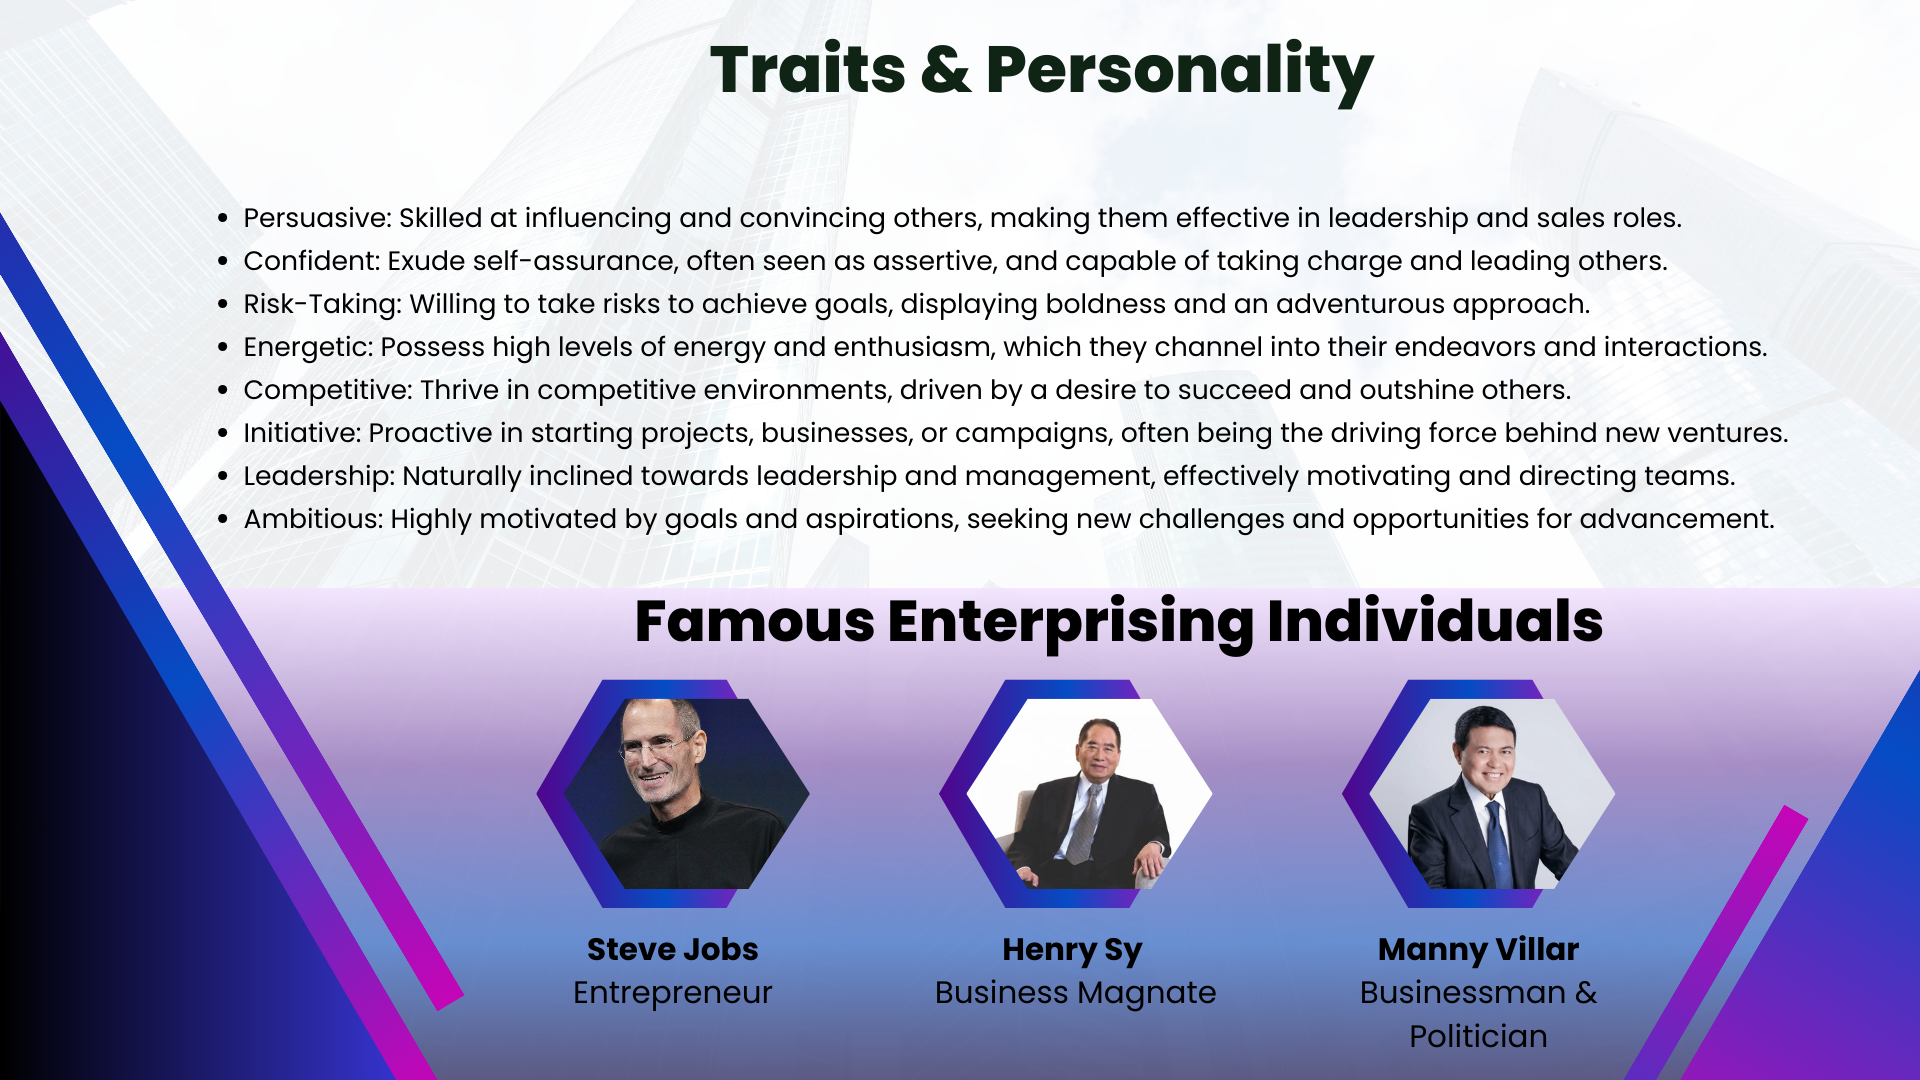 Traits & Personality
• Persuasive: Skilled at influencing and convincing others, making them effective in leadership and sales roles.
• Confident: Exude self-assurance, often seen as assertive, and capable of taking charge and leading others.
• Risk-Taking: Willing to take risks to achieve goals, displaying boldness and an adventurous approach.
• Energetic: Possess high levels of energy and enthusiasm, which they channel into their endeavors and interactions.
• Competitive: Thrive in competitive environments, driven by a desire to succeed and outshine others.
• Initiative: Proactive in starting projects, businesses, or campaigns, often being the driving force behind new ventures.
• Leadership: Naturally inclined towards leadership and management, effectively motivating and directing teams.
• Ambitious: Highly motivated by goals and aspirations, seeking new challenges and opportunities for advancement.
Famous Enterprising Individuals
Steve Jobs
Entrepreneur
Henry Sy
Business Magnate
Manny Villar
Businessman &
Politician